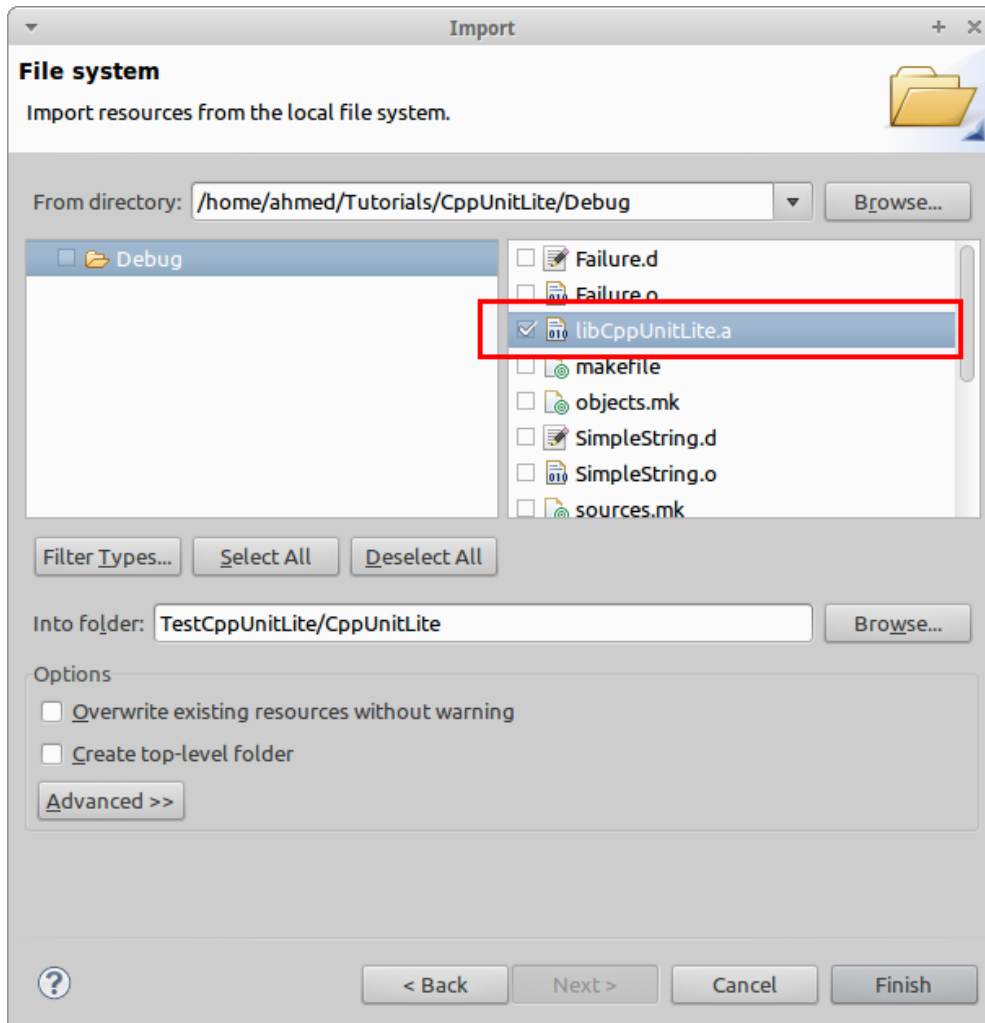 Import
File system
Import resources from the local file system.
From directory: /home/ahmed/Tutorials/CppUnitLite/Debug Browse...
Debug
Failure.d
Failure.o
libCppUnitLite.a
makefile
objects.mk
SimpleString.d
SimpleString.o
sources.mk
Filter Types... Select All Deselect All
Into folder: TestCppUnitLite/CppUnitLite Browse...
Options
Overwrite existing resources without warning
Create top-level folder
Advanced >>
< Back Next > Cancel Finish